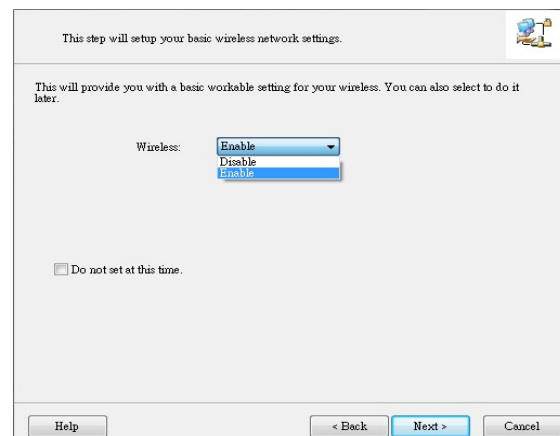 This step will setup your basic wireless network settings.
This will provide you with a basic workable setting for your wireless. You can also select to do it
later.
Wireless: Enable
Disable
Enable
Do not set at this time.
Help < Back Next > Cancel